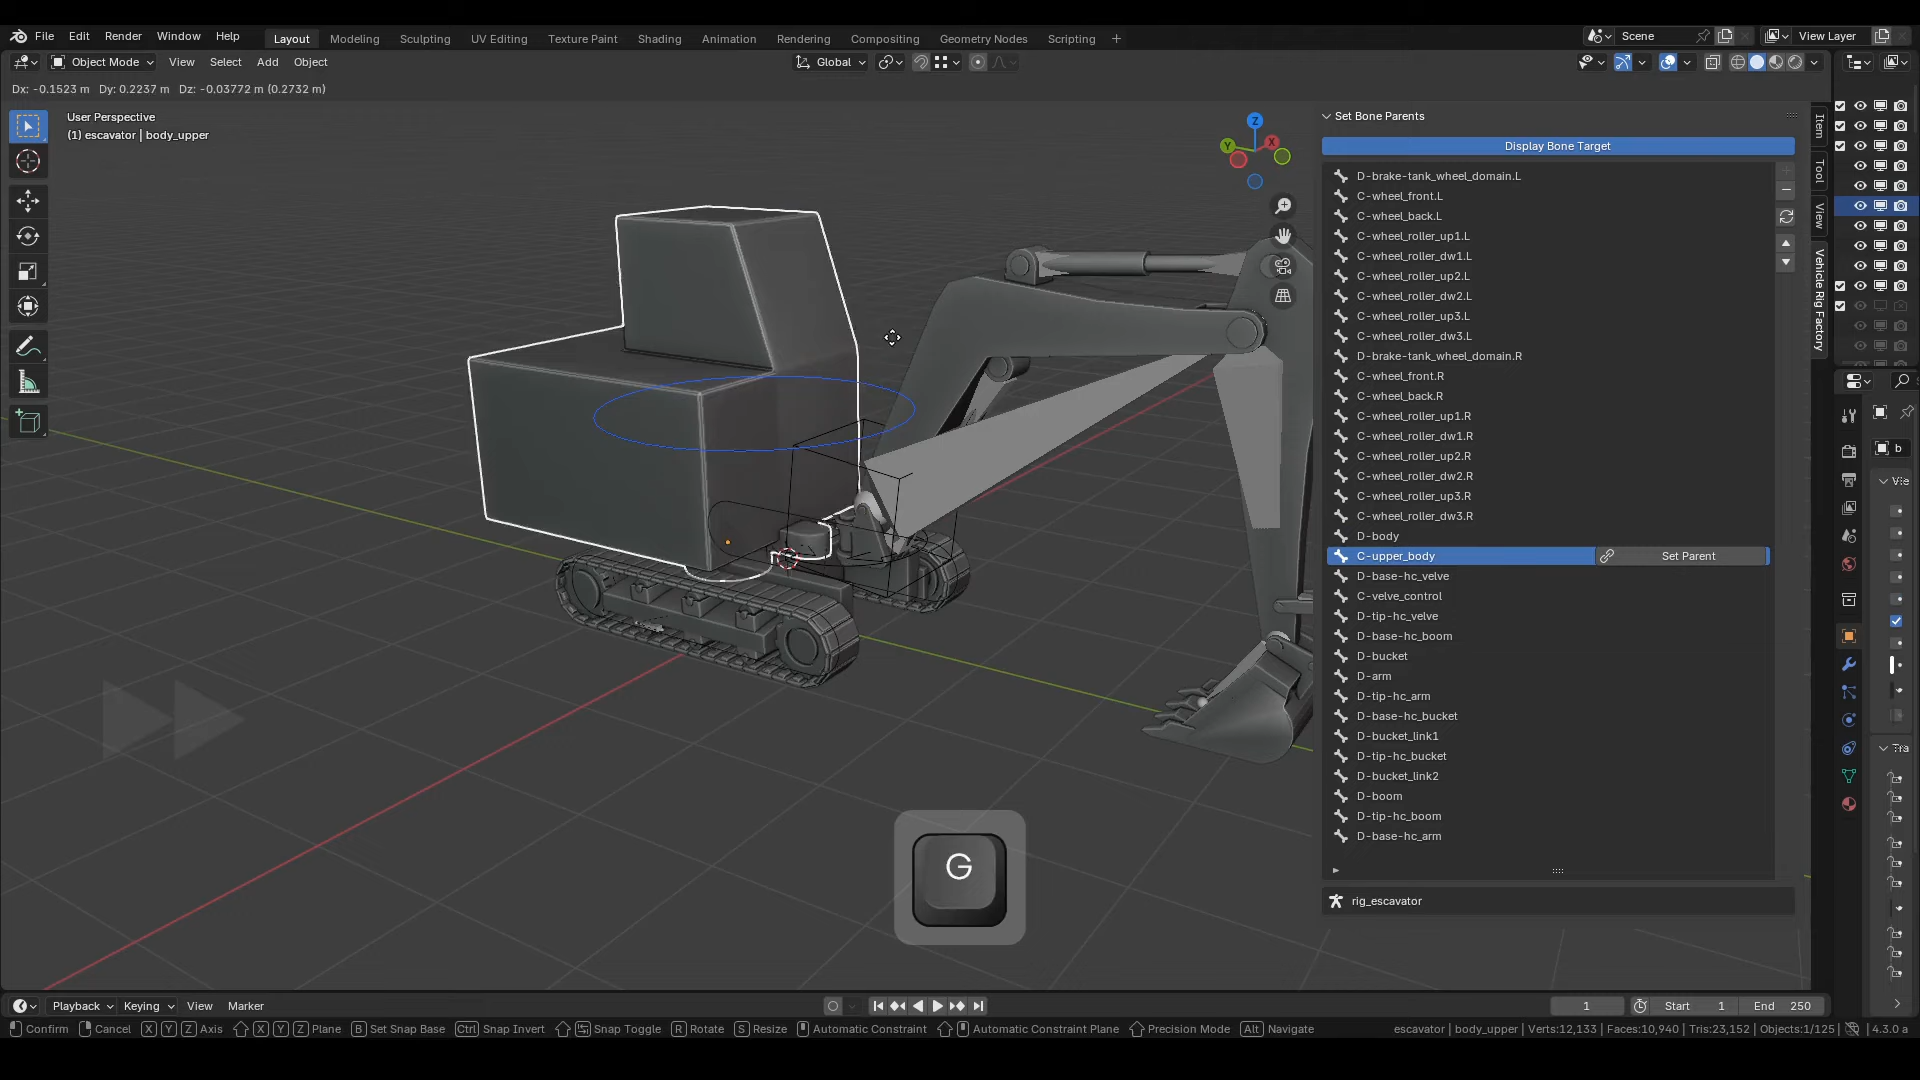 File Edit Render Window Help Layout Modeling Sculpting UV Editing Texture Paint Shading Animation Rendering Compositing Geometry Nodes Scripting + Scene View Layer
Object Mode View Select Add Object Global
Dx: -0.1523 m Dy: 0.2237 m Dz: -0.03772 m (0.2732 m)
User Perspective
(1) escavator | body_upper
Z
Y
X
Set Bone Parents
Display Bone Target
D-brake-tank_wheel_domain.L
C-wheel_front.L
C-wheel_back.L
C-wheel_roller_up1.L
C-wheel_roller_dw1.L
C-wheel_roller_up2.L
C-wheel_roller_dw2.L
C-wheel_roller_up3.L
C-wheel_roller_dw3.L
D-brake-tank_wheel_domain.R
C-wheel_front.R
C-wheel_back.R
C-wheel_roller_up1.R
C-wheel_roller_dw1.R
C-wheel_roller_up2.R
C-wheel_roller_dw2.R
C-wheel_roller_up3.R
C-wheel_roller_dw3.R
D-body
C-upper_body Set Parent
D-base-hc_velve
C-velve_control
D-tip-hc_velve
D-base-hc_boom
D-bucket
D-arm
D-tip-hc_arm
D-base-hc_bucket
D-bucket_link1
D-tip-hc_bucket
D-bucket_link2
D-boom
D-tip-hc_boom
D-base-hc_arm
rig_escavator
Item
Tool
View
Vehicle Rig Factory
b
Vie
Tra
G
Playback Keying View Marker 1 Start 1 End 250
Confirm Cancel X Y Z Axis X Y Z Plane B Set Snap Base Ctrl Snap Invert Snap Toggle R Rotate S Resize Automatic Constraint Automatic Constraint Plane Precision Mode Alt Navigate escavator | body_upper | Verts:12,133 | Faces:10,940 | Tris:23,152 | Objects:1/125 | 4.3.0 a